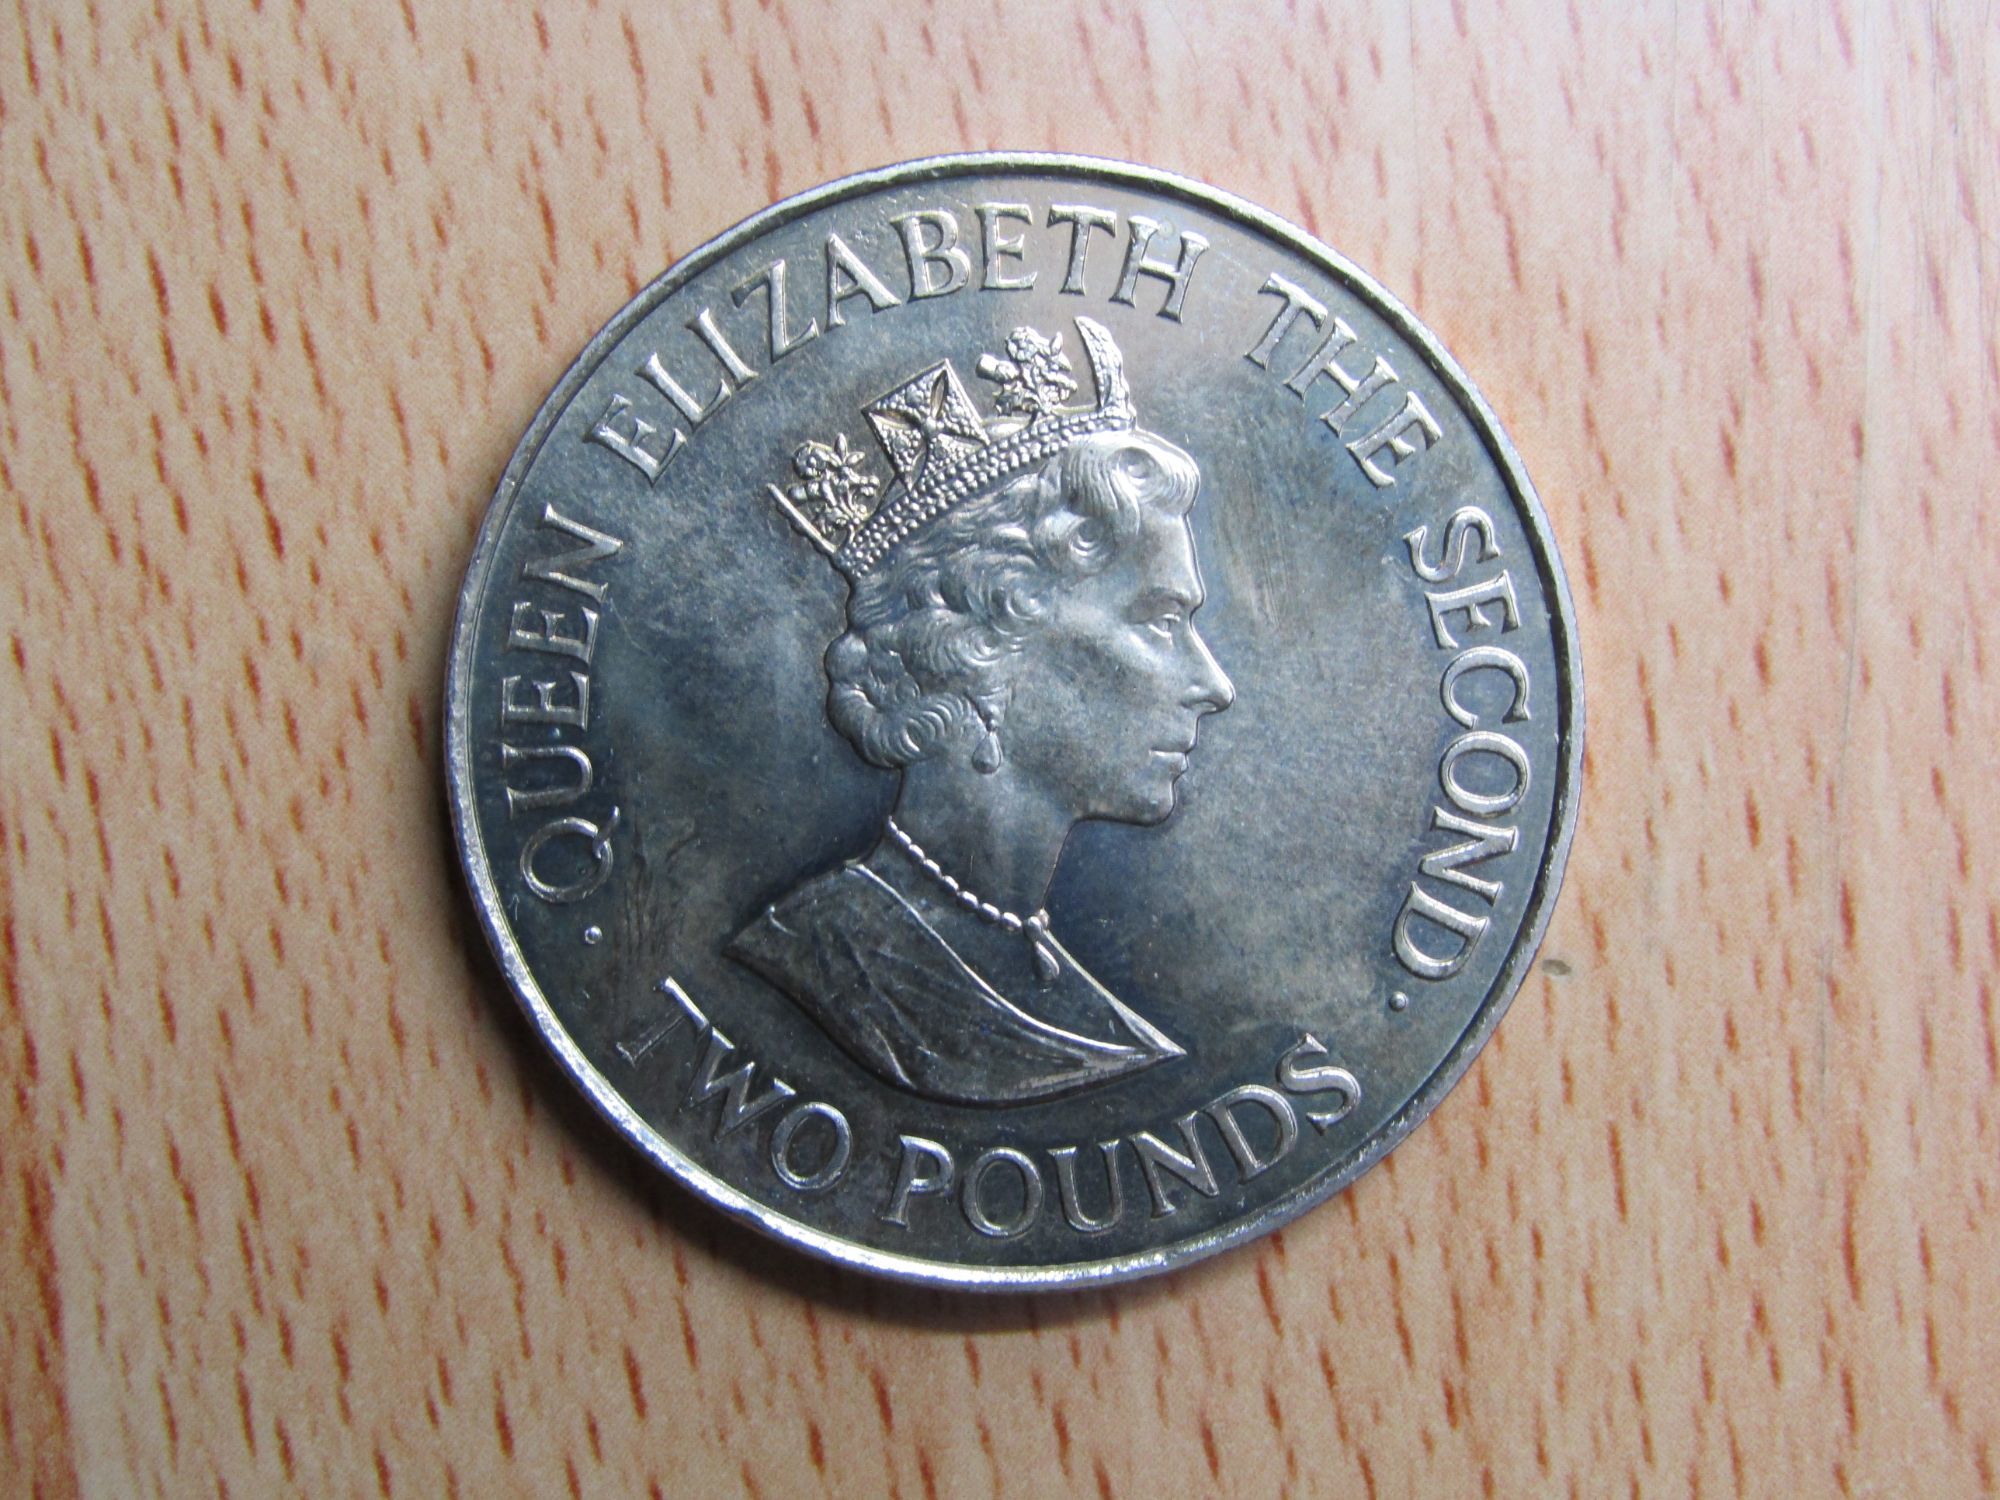 · QUEEN ELIZABETH THE SECOND ·
TWO POUNDS